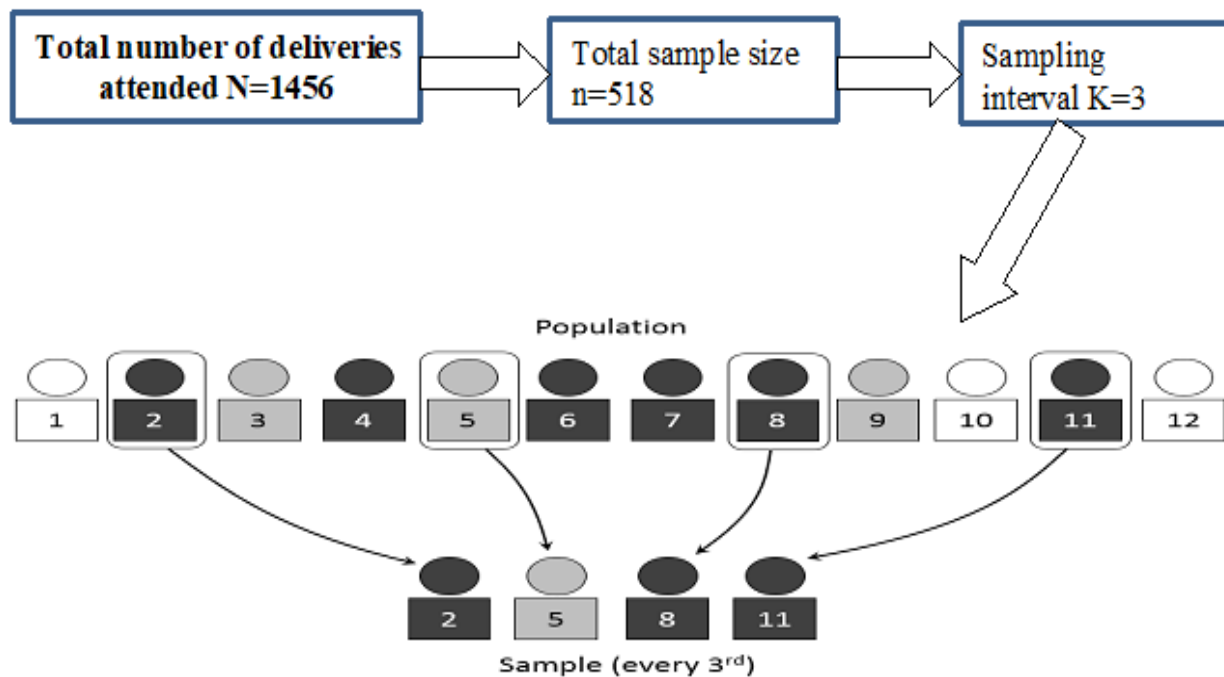 Total number of deliveries
attended N=1456
Total sample size
n=518
Sampling
interval K=3
Population
1 2 3 4 5 6 7 8 9 10 11 12
2 5 8 11
Sample (every 3rd)